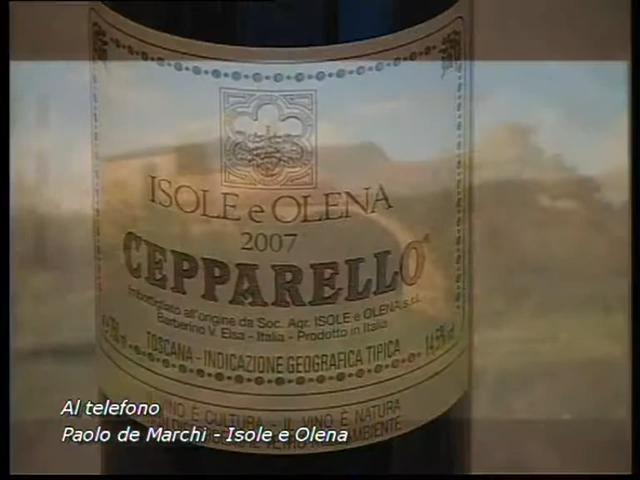 ISOLE e OLENA
2007
CEPPARELLO
Imbottigliato all'origine da Soc. Agr. ISOLE e OLENA s.r.l.
Barberino V. Elsa - Italia - Prodotto in Italia
TOSCANA - INDICAZIONE GEOGRAFICA TIPICA
14.5% vol
IL VINO È CULTURA - IL VINO È NATURA
VETRO AMBIENTE
Al telefono
Paolo de Marchi - Isole e Olena